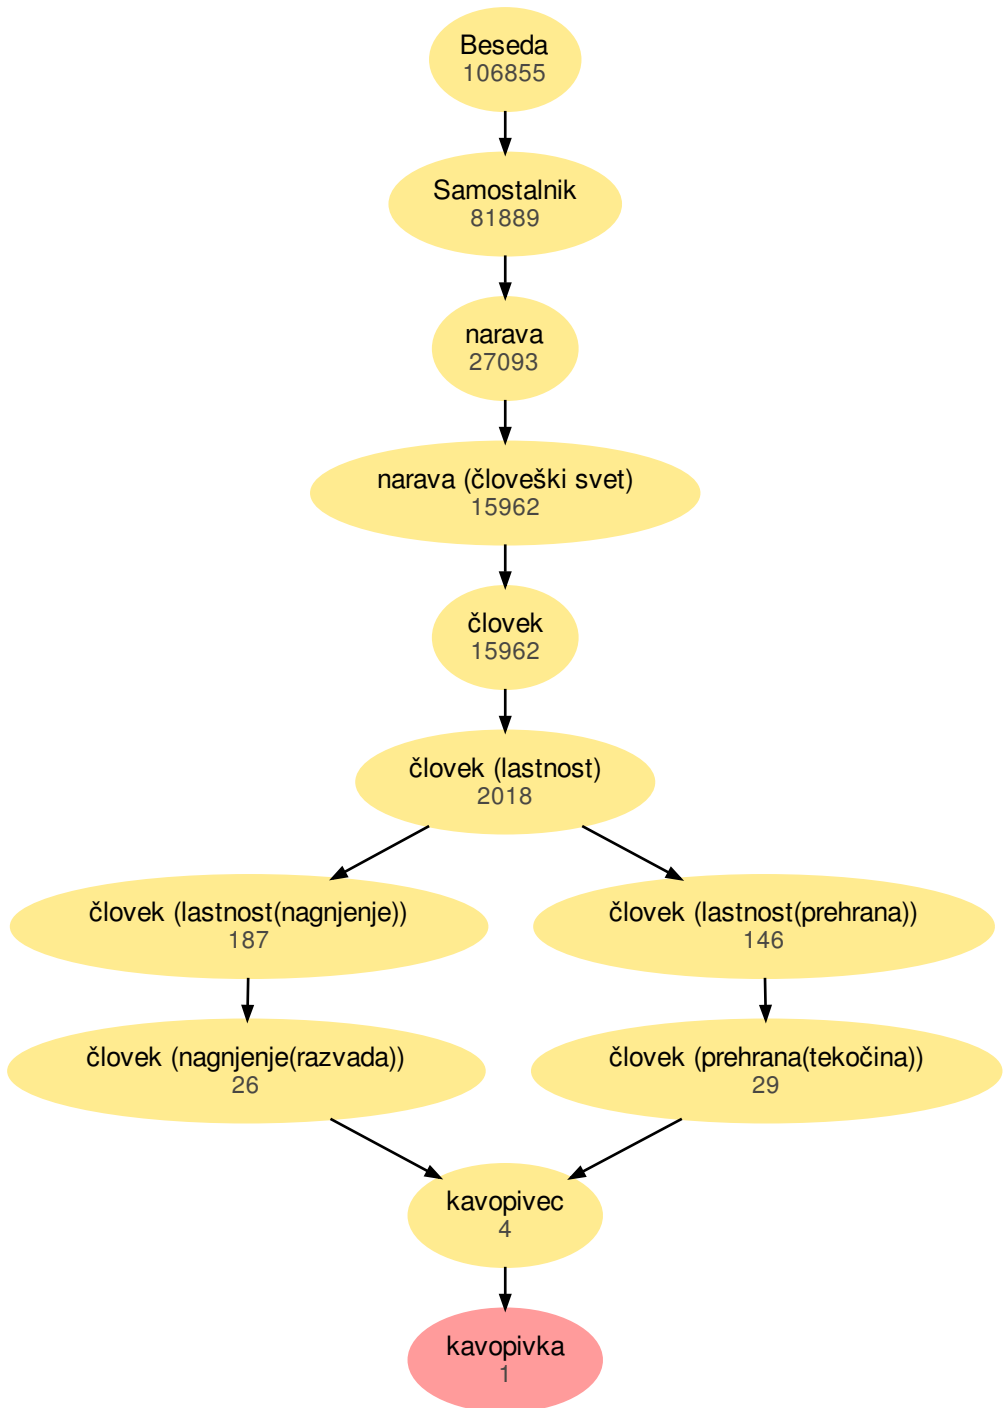 Beseda
106855
Samostalnik
81889
narava
27093
narava (človeški svet)
15962
človek
15962
človek (lastnost)
2018
človek (lastnost(nagnjenje))
187
človek (lastnost(prehrana))
146
človek (nagnjenje(razvada))
26
človek (prehrana(tekočina))
29
kavopivec
4
kavopivka
1